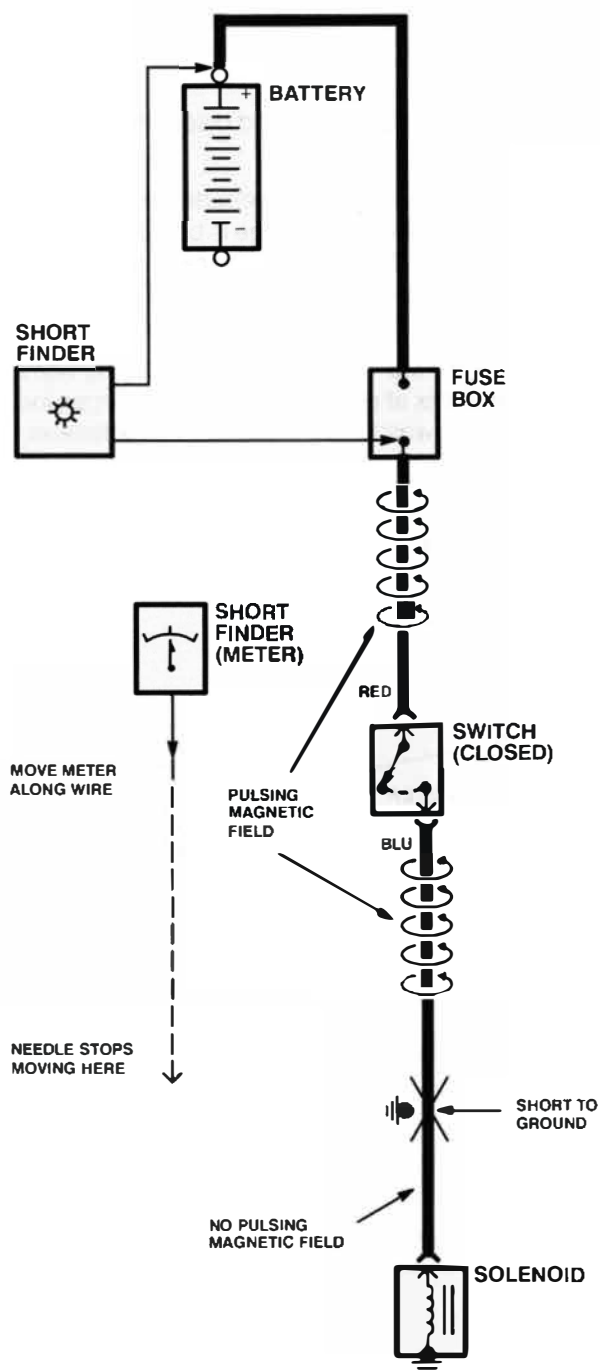 +
BATTERY
-
SHORT
FINDER
FUSE
BOX
SHORT
FINDER
(METER)
RED
SWITCH
(CLOSED)
MOVE METER
ALONG WIRE
PULSING
MAGNETIC
FIELD
BLU
NEEDLE STOPS
MOVING HERE
SHORT TO
GROUND
NO PULSING
MAGNETIC FIELD
SOLENOID